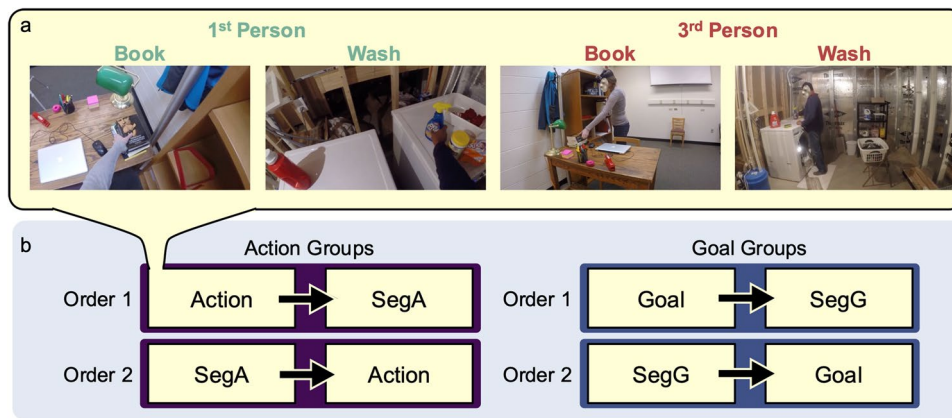 a
1st Person
3rd Person
Book
Wash
Book
Wash
b
Action Groups
Goal Groups
Order 1
Action
SegA
Order 1
Goal
SegG
Order 2
SegA
Action
Order 2
SegG
Goal